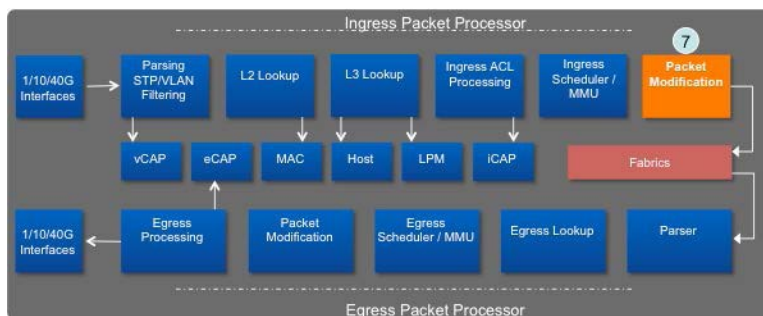 Ingress Packet Processor
7
1/10/40G
Interfaces
Parsing
STP/VLAN
Filtering
L2 Lookup
L3 Lookup
Ingress ACL
Processing
Ingress
Scheduler /
MMU
Packet
Modification
vCAP
eCAP
MAC
Host
LPM
iCAP
Fabrics
1/10/40G
Interfaces
Egress
Processing
Packet
Modification
Egress
Scheduler / MMU
Egress Lookup
Parser
Egress Packet Processor